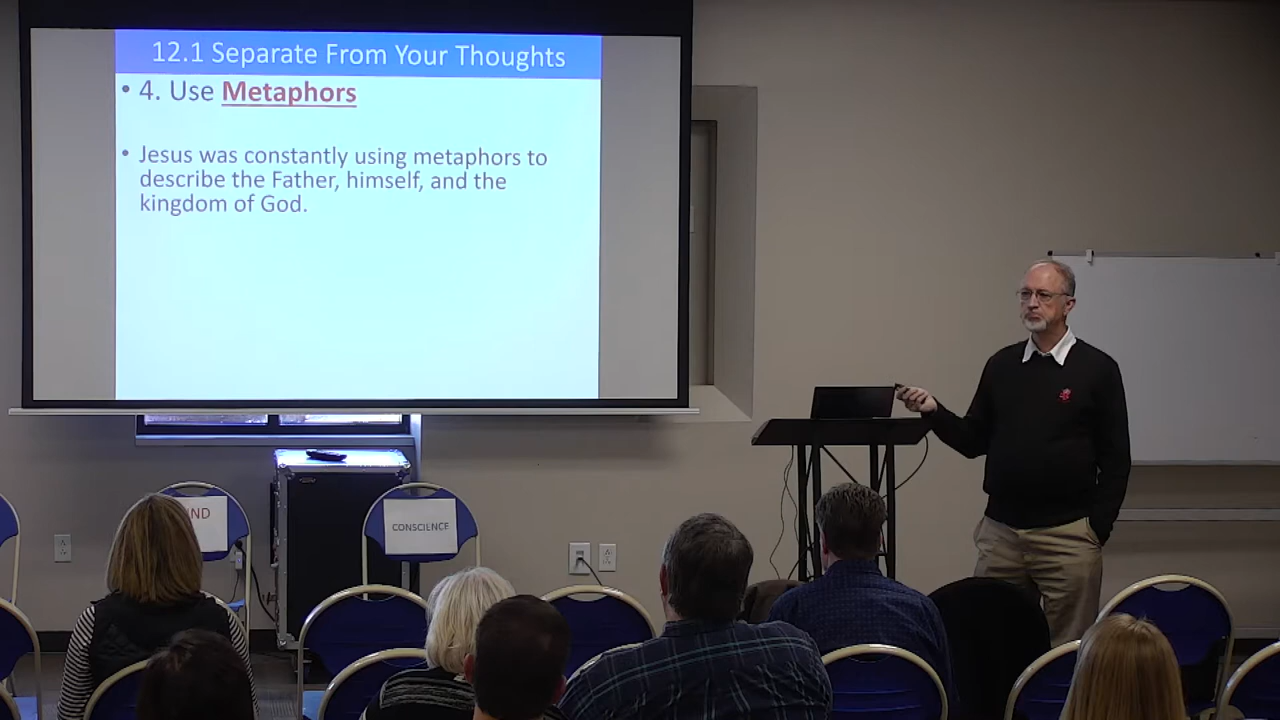 12.1 Separate From Your Thoughts
• 4. Use Metaphors
• Jesus was constantly using metaphors to
describe the Father, himself, and the
kingdom of God.
IND
CONSCIENCE